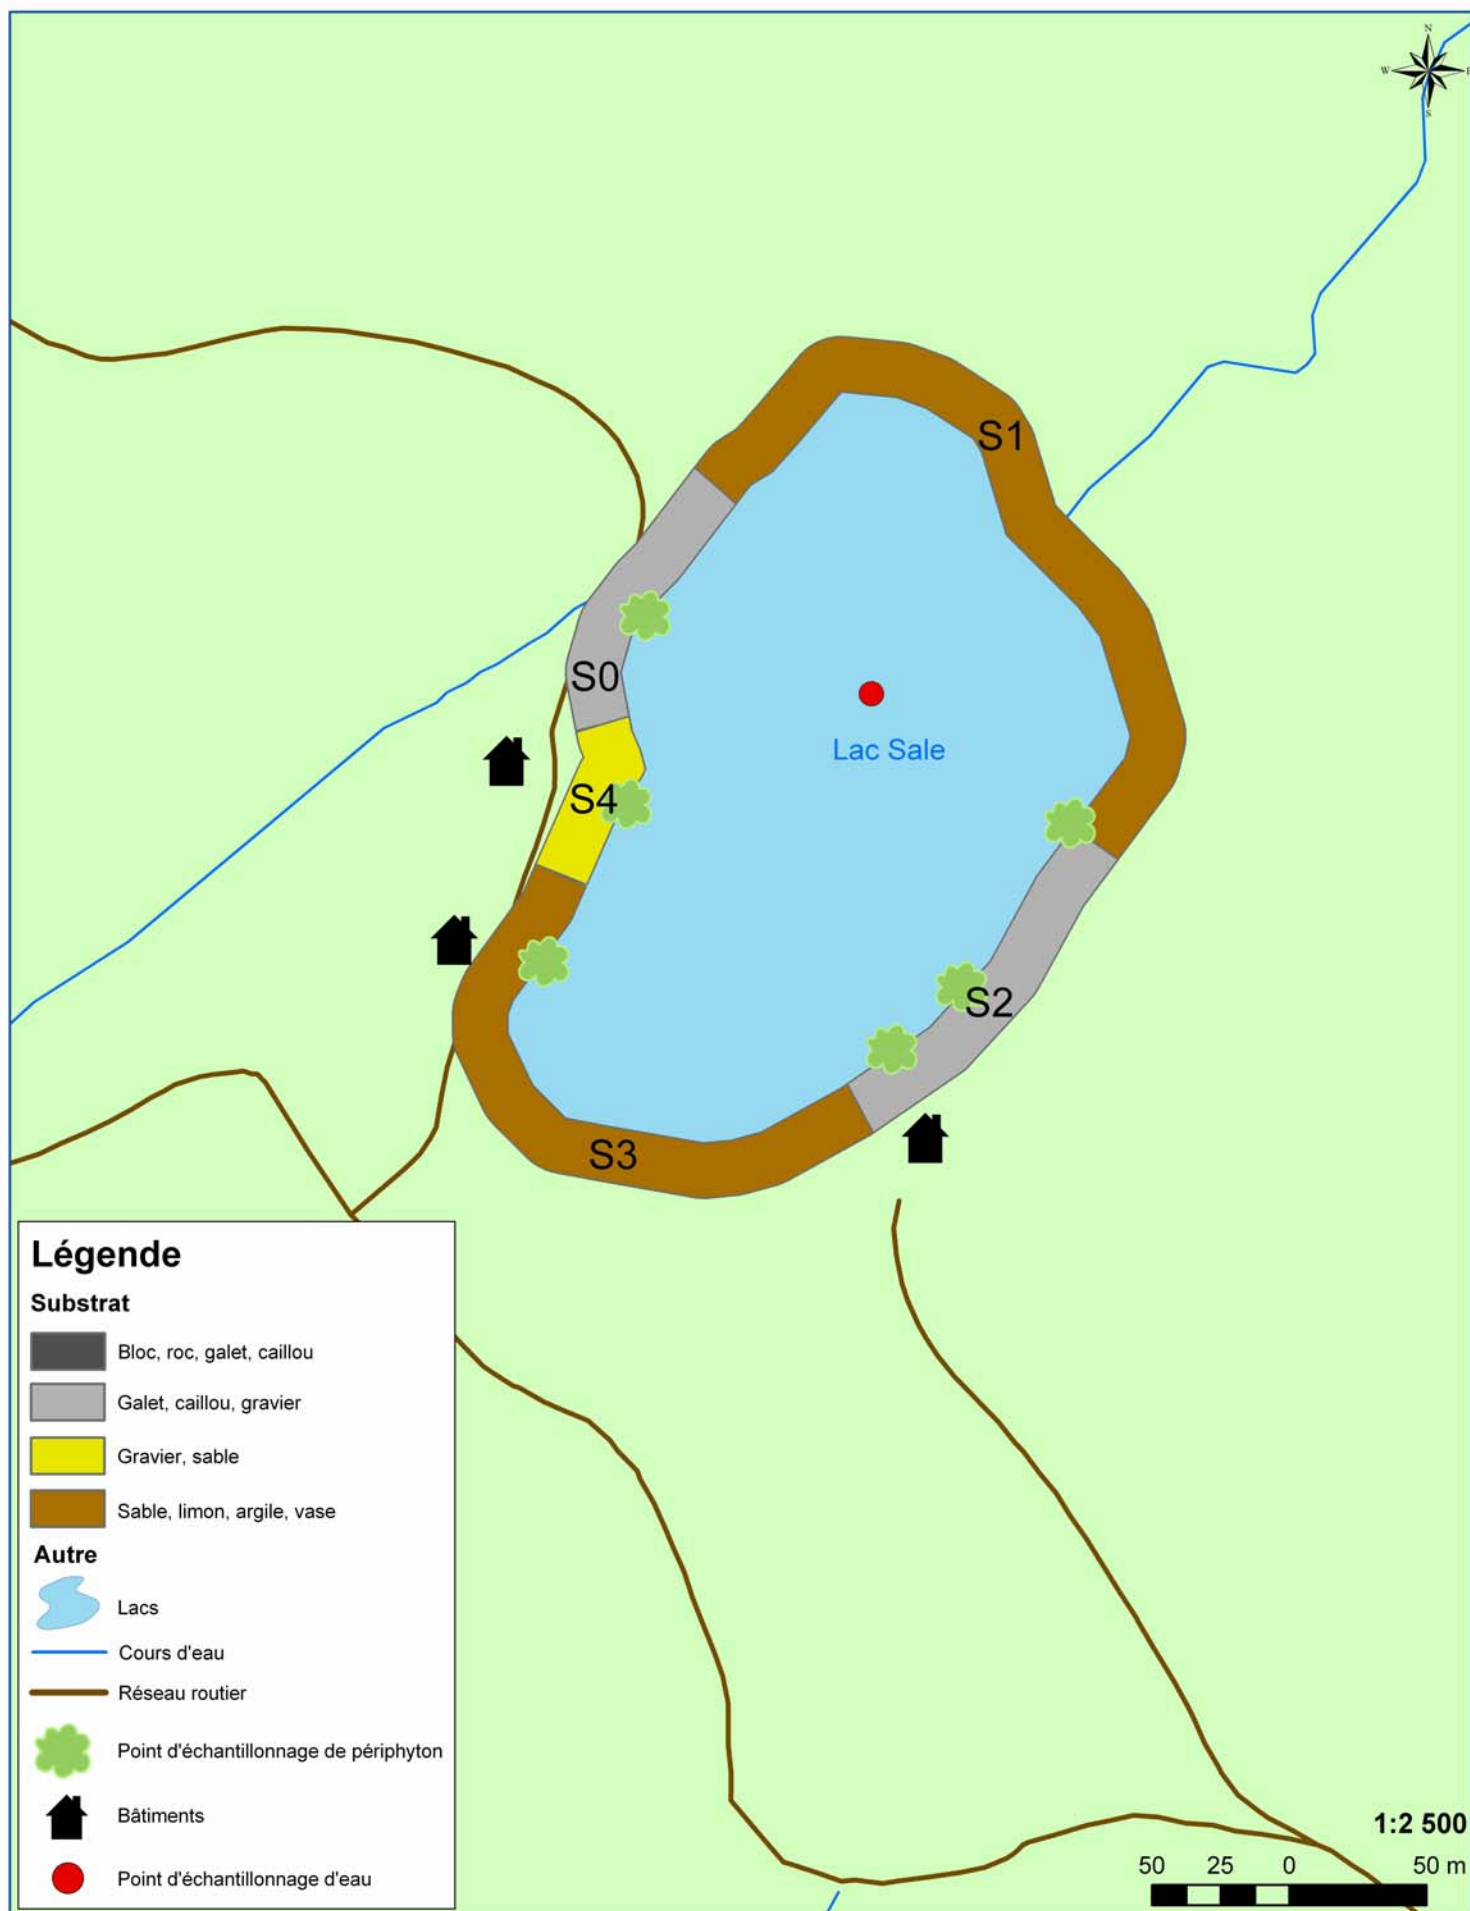 N
W E
S
S1
S0
Lac Sale
S4
S2
S3
Légende
Substrat
Bloc, roc, galet, caillou
Galet, caillou, gravier
Gravier, sable
Sable, limon, argile, vase
Autre
Lacs
Cours d'eau
Réseau routier
Point d'échantillonnage de périphyton
Bâtiments
Point d'échantillonnage d'eau
1:2 500
50 25 0 50 m